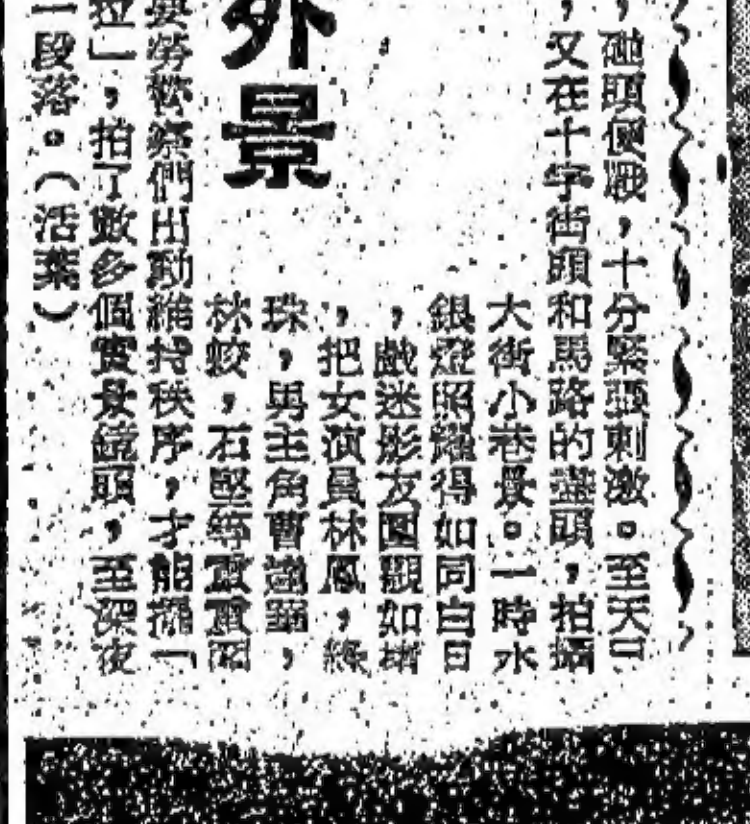 外景
，碰頭便戰，十分緊張刺激。至天已
，又在十字街頭和馬路的盡頭，拍攝
大街小巷景。一時水
銀燈照耀得如同白日
，戲迷影友圍觀如堵
，把女演員林鳳，綠
珠，男主角曹達華，
林蛟，石堅等重重圍
要勞警察們出動維持秩序，才能攝「
拉」，拍了數多個實景鏡頭，至深夜
一段落。（活葉）